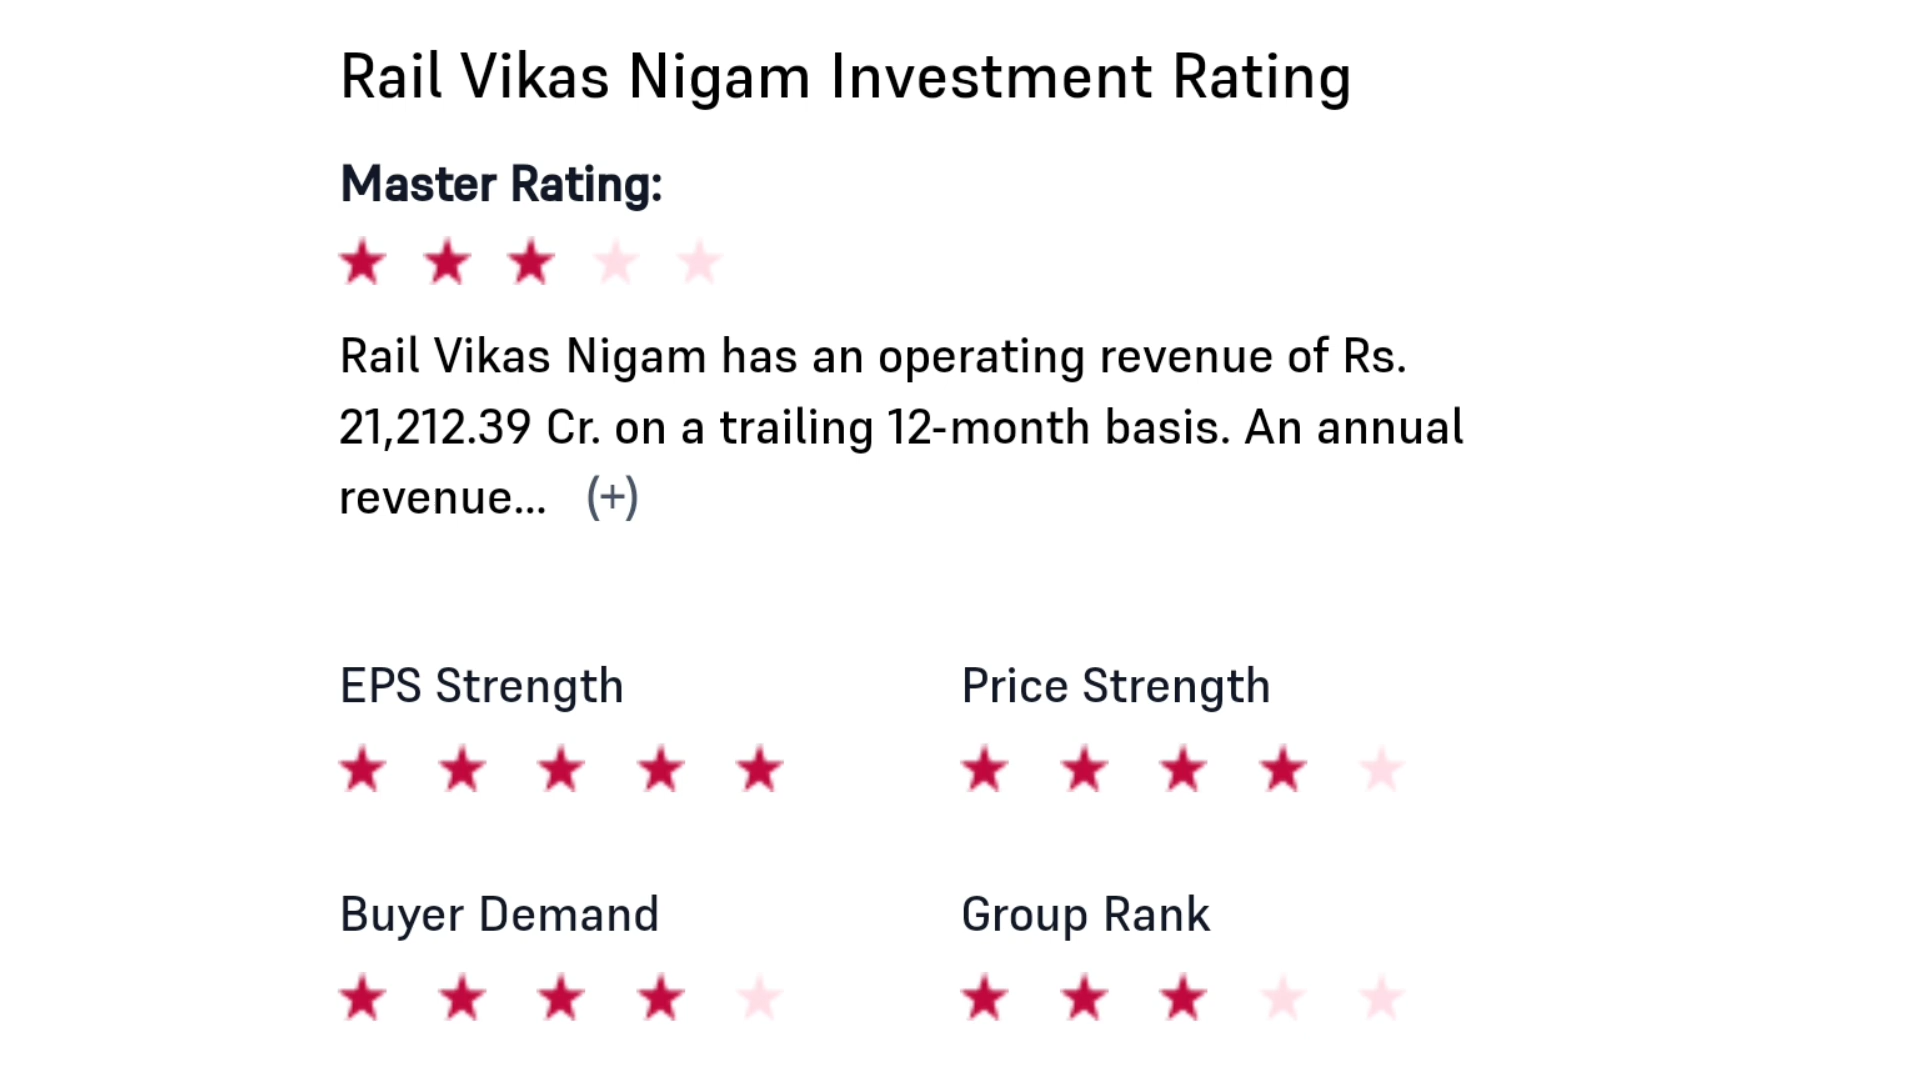 Rail Vikas Nigam Investment Rating
Master Rating:
Rail Vikas Nigam has an operating revenue of Rs.
21,212.39 Cr. on a trailing 12-month basis. An annual
revenue... (+)
EPS Strength
Price Strength
Buyer Demand
Group Rank